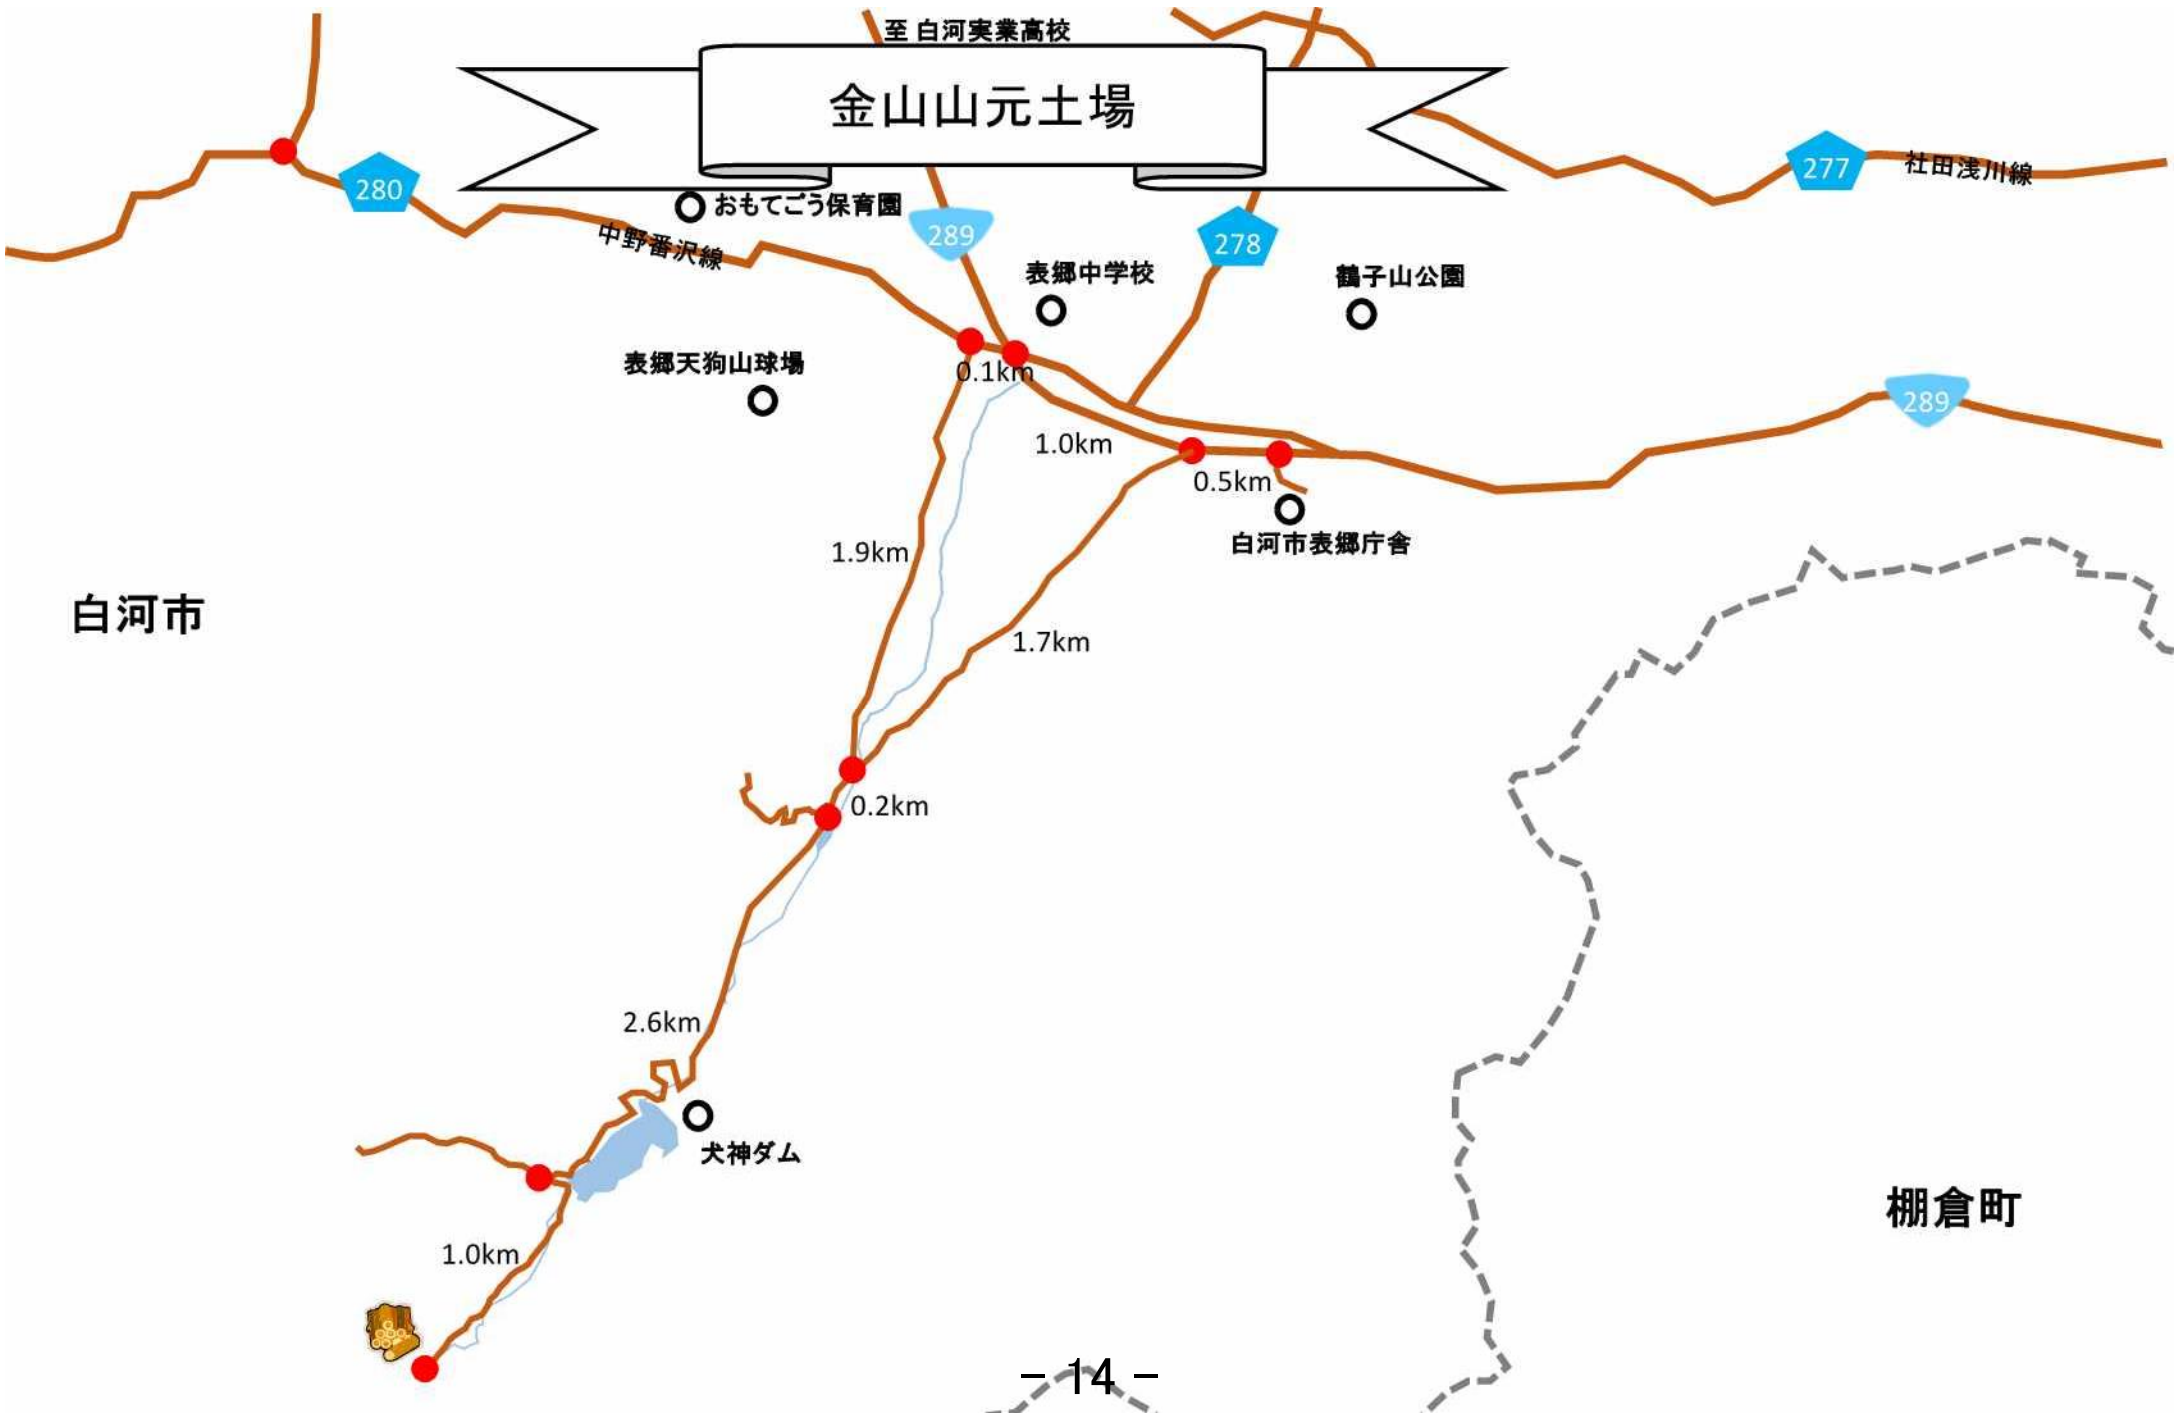 至 白河実業高校
金山山元土場
280
277
社田浅川線
おもてごう保育園
289
278
中野番沢線
表郷中学校
鶴子山公園
表郷天狗山球場
0.1km
289
1.0km
0.5km
白河市表郷庁舎
1.9km
白河市
1.7km
0.2km
2.6km
犬神ダム
棚倉町
1.0km
- 14 -